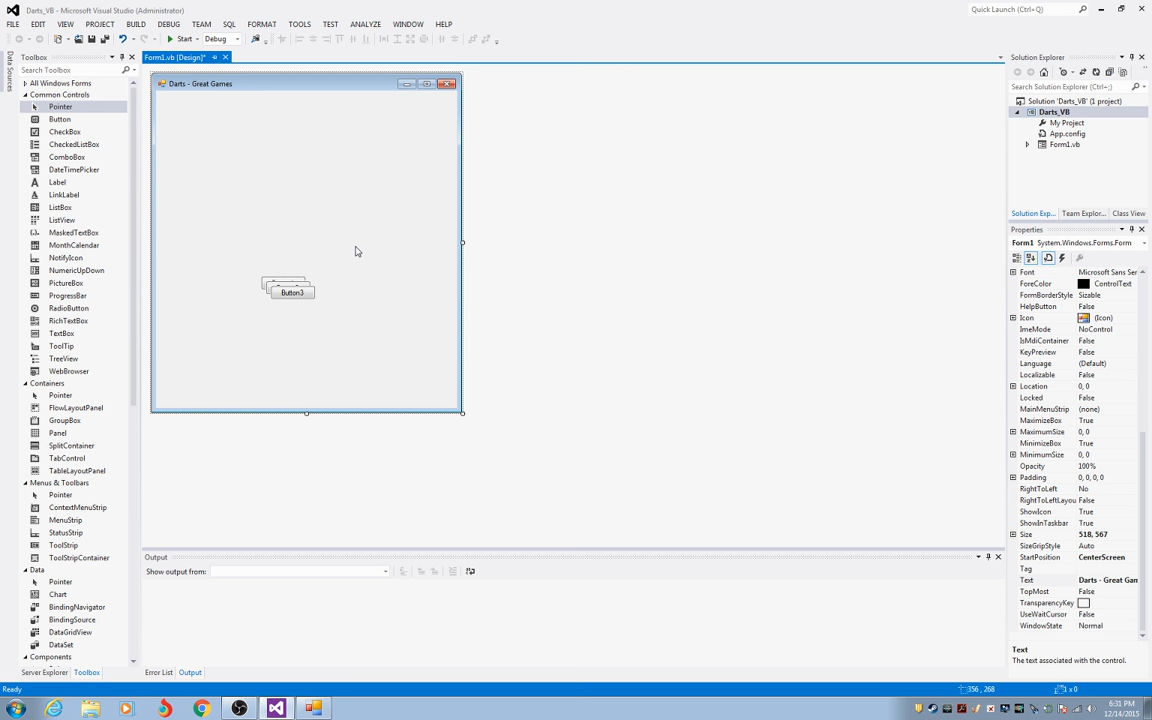 Darts_VB - Microsoft Visual Studio (Administrator)
Quick Launch (Ctrl+;)
FILE EDIT VIEW PROJECT BUILD DEBUG TEAM SQL FORMAT TOOLS TEST ANALYZE WINDOW HELP
Start Debug
Data Sources
Toolbox
Search Toolbox
All Windows Forms
Common Controls
Pointer
Button
CheckBox
CheckedListBox
ComboBox
DateTimePicker
Label
LinkLabel
ListBox
ListView
MaskedTextBox
MonthCalendar
NotifyIcon
NumericUpDown
PictureBox
ProgressBar
RadioButton
RichTextBox
TextBox
ToolTip
TreeView
WebBrowser
Containers
Pointer
FlowLayoutPanel
GroupBox
Panel
SplitContainer
TabControl
TableLayoutPanel
Menus & Toolbars
Pointer
ContextMenuStrip
MenuStrip
StatusStrip
ToolStrip
ToolStripContainer
Data
Pointer
Chart
BindingNavigator
BindingSource
DataGridView
DataSet
Components
Server Explorer Toolbox
Form1.vb [Design]*
Darts - Great Games
Button3
Output
Show output from:
Error List Output
Solution Explorer
Search Solution Explorer (Ctrl+;)
Solution 'Darts_VB' (1 project)
Darts_VB
My Project
App.config
Form1.vb
Solution Exp... Team Explor... Class View
Properties
Form1 System.Windows.Forms.Form
Font Microsoft Sans Ser
ForeColor ControlText
FormBorderStyle Sizable
HelpButton False
Icon (Icon)
ImeMode NoControl
IsMdiContainer False
KeyPreview False
Language (Default)
Localizable False
Location 0, 0
Locked False
MainMenuStrip (none)
MaximizeBox True
MaximumSize 0, 0
MinimizeBox True
MinimumSize 0, 0
Opacity 100%
Padding 0, 0, 0, 0
RightToLeft No
RightToLeftLayou False
ShowIcon True
ShowInTaskbar True
Size 518, 567
SizeGripStyle Auto
StartPosition CenterScreen
Tag
Text Darts - Great Gam
TopMost False
TransparencyKey
UseWaitCursor False
WindowState Normal
Text
The text associated with the control.
Ready
356 , 268
1 x 0
6:31 PM
12/14/2015